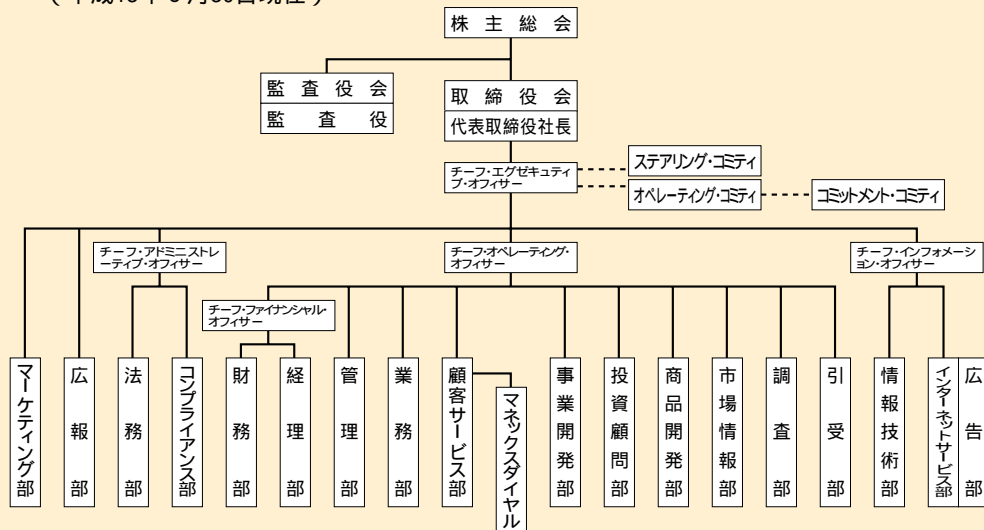 株主総会
監査役会
監査役
取締役会
代表取締役社長
チーフ・エグゼキュティ
ブ・オフィサー
ステアリング・コミティ
オペレーティング・コミティ
コミットメント・コミティ
チーフ・アドミニストレ
ーティブ・オフィサー
チーフ・オペレーティング・
オフィサー
チーフ・インフォメーシ
ョン・オフィサー
チーフ・ファイナンシャル・
オフィサー
マーケティング部
広報部
法務部
コンプライアンス部
財務部
経理部
管理部
業務部
顧客サービス部
マネックスダイヤル
事業開発部
投資顧問部
商品開発部
市場情報部
調査部
引受部
情報技術部
インターネットサービス部
広告部